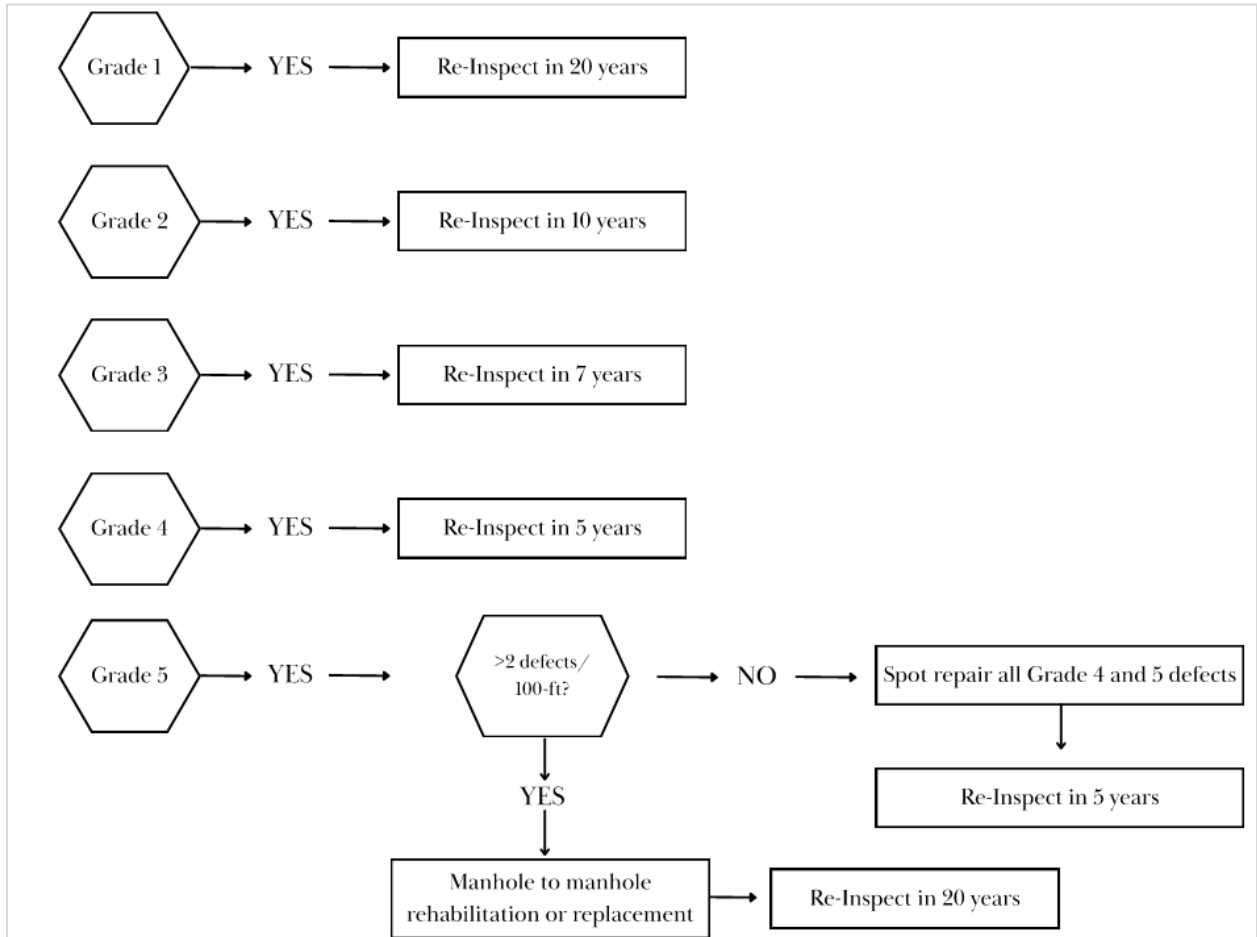 Grade 1
YES
Re-Inspect in 20 years
Grade 2
YES
Re-Inspect in 10 years
Grade 3
YES
Re-Inspect in 7 years
Grade 4
YES
Re-Inspect in 5 years
Grade 5
YES
>2 defects/
100-ft?
NO
Spot repair all Grade 4 and 5 defects
Re-Inspect in 5 years
YES
Manhole to manhole
rehabilitation or replacement
Re-Inspect in 20 years